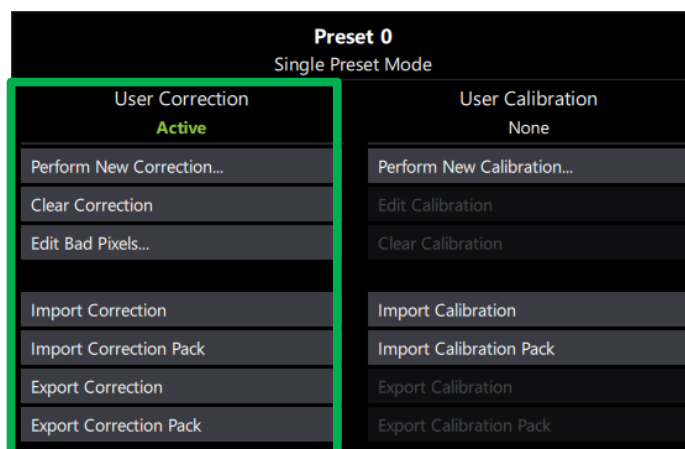 Preset 0
Single Preset Mode
User Correction
Active
Perform New Correction...
Clear Correction
Edit Bad Pixels...
Import Correction
Import Correction Pack
Export Correction
Export Correction Pack
User Calibration
None
Perform New Calibration...
Edit Calibration
Clear Calibration
Import Calibration
Import Calibration Pack
Export Calibration
Export Calibration Pack